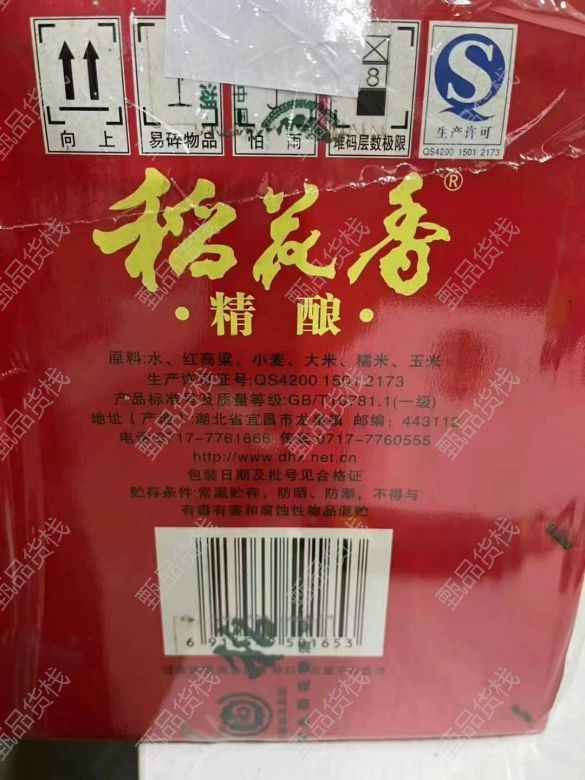 向上
易碎物品
怕雨
堆码层数极限
8
生产许可
QS4200 1501 2173
稻花香®
·精酿·
原料:水、红高粱、小麦、大米、糯米、玉米
生产许可证号:QS4200 1501 2173
产品标准号及质量等级:GB/T10781.1(一级)
地址(产地):湖北省宜昌市龙泉镇 邮编:443112
电话:0717-7761666 传真:0717-7760555
http://www.dhx.net.cn
包装日期及批号见合格证
贮存条件:常温贮存,防晒、防潮,不得与
有毒有害和腐蚀性物品混贮
甄品货栈